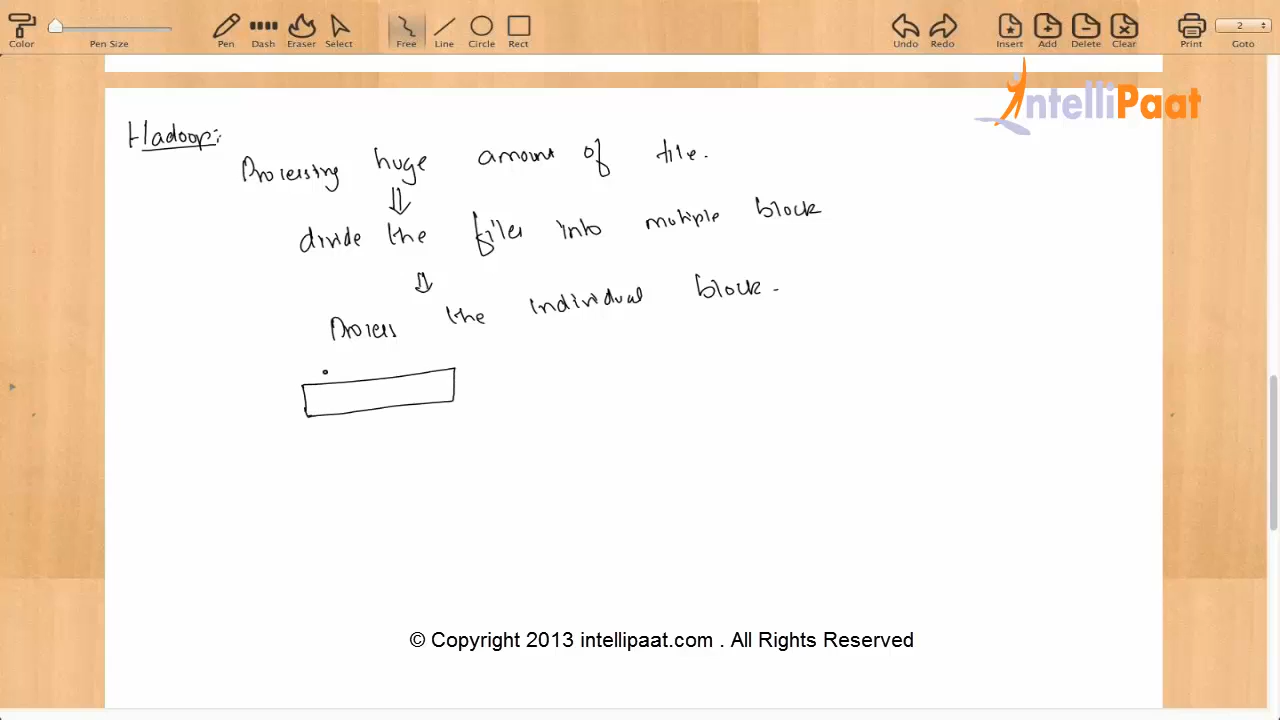 Color Pen Size Pen Dash Eraser Select Free Line Circle Rect Undo Redo Insert Add Delete Clear Print 2 Goto
IntelliPaat
Hadoop:
Processing huge amount of file.
divide the files into mutiple block
Process the individual block.
© Copyright 2013 intellipaat.com . All Rights Reserved